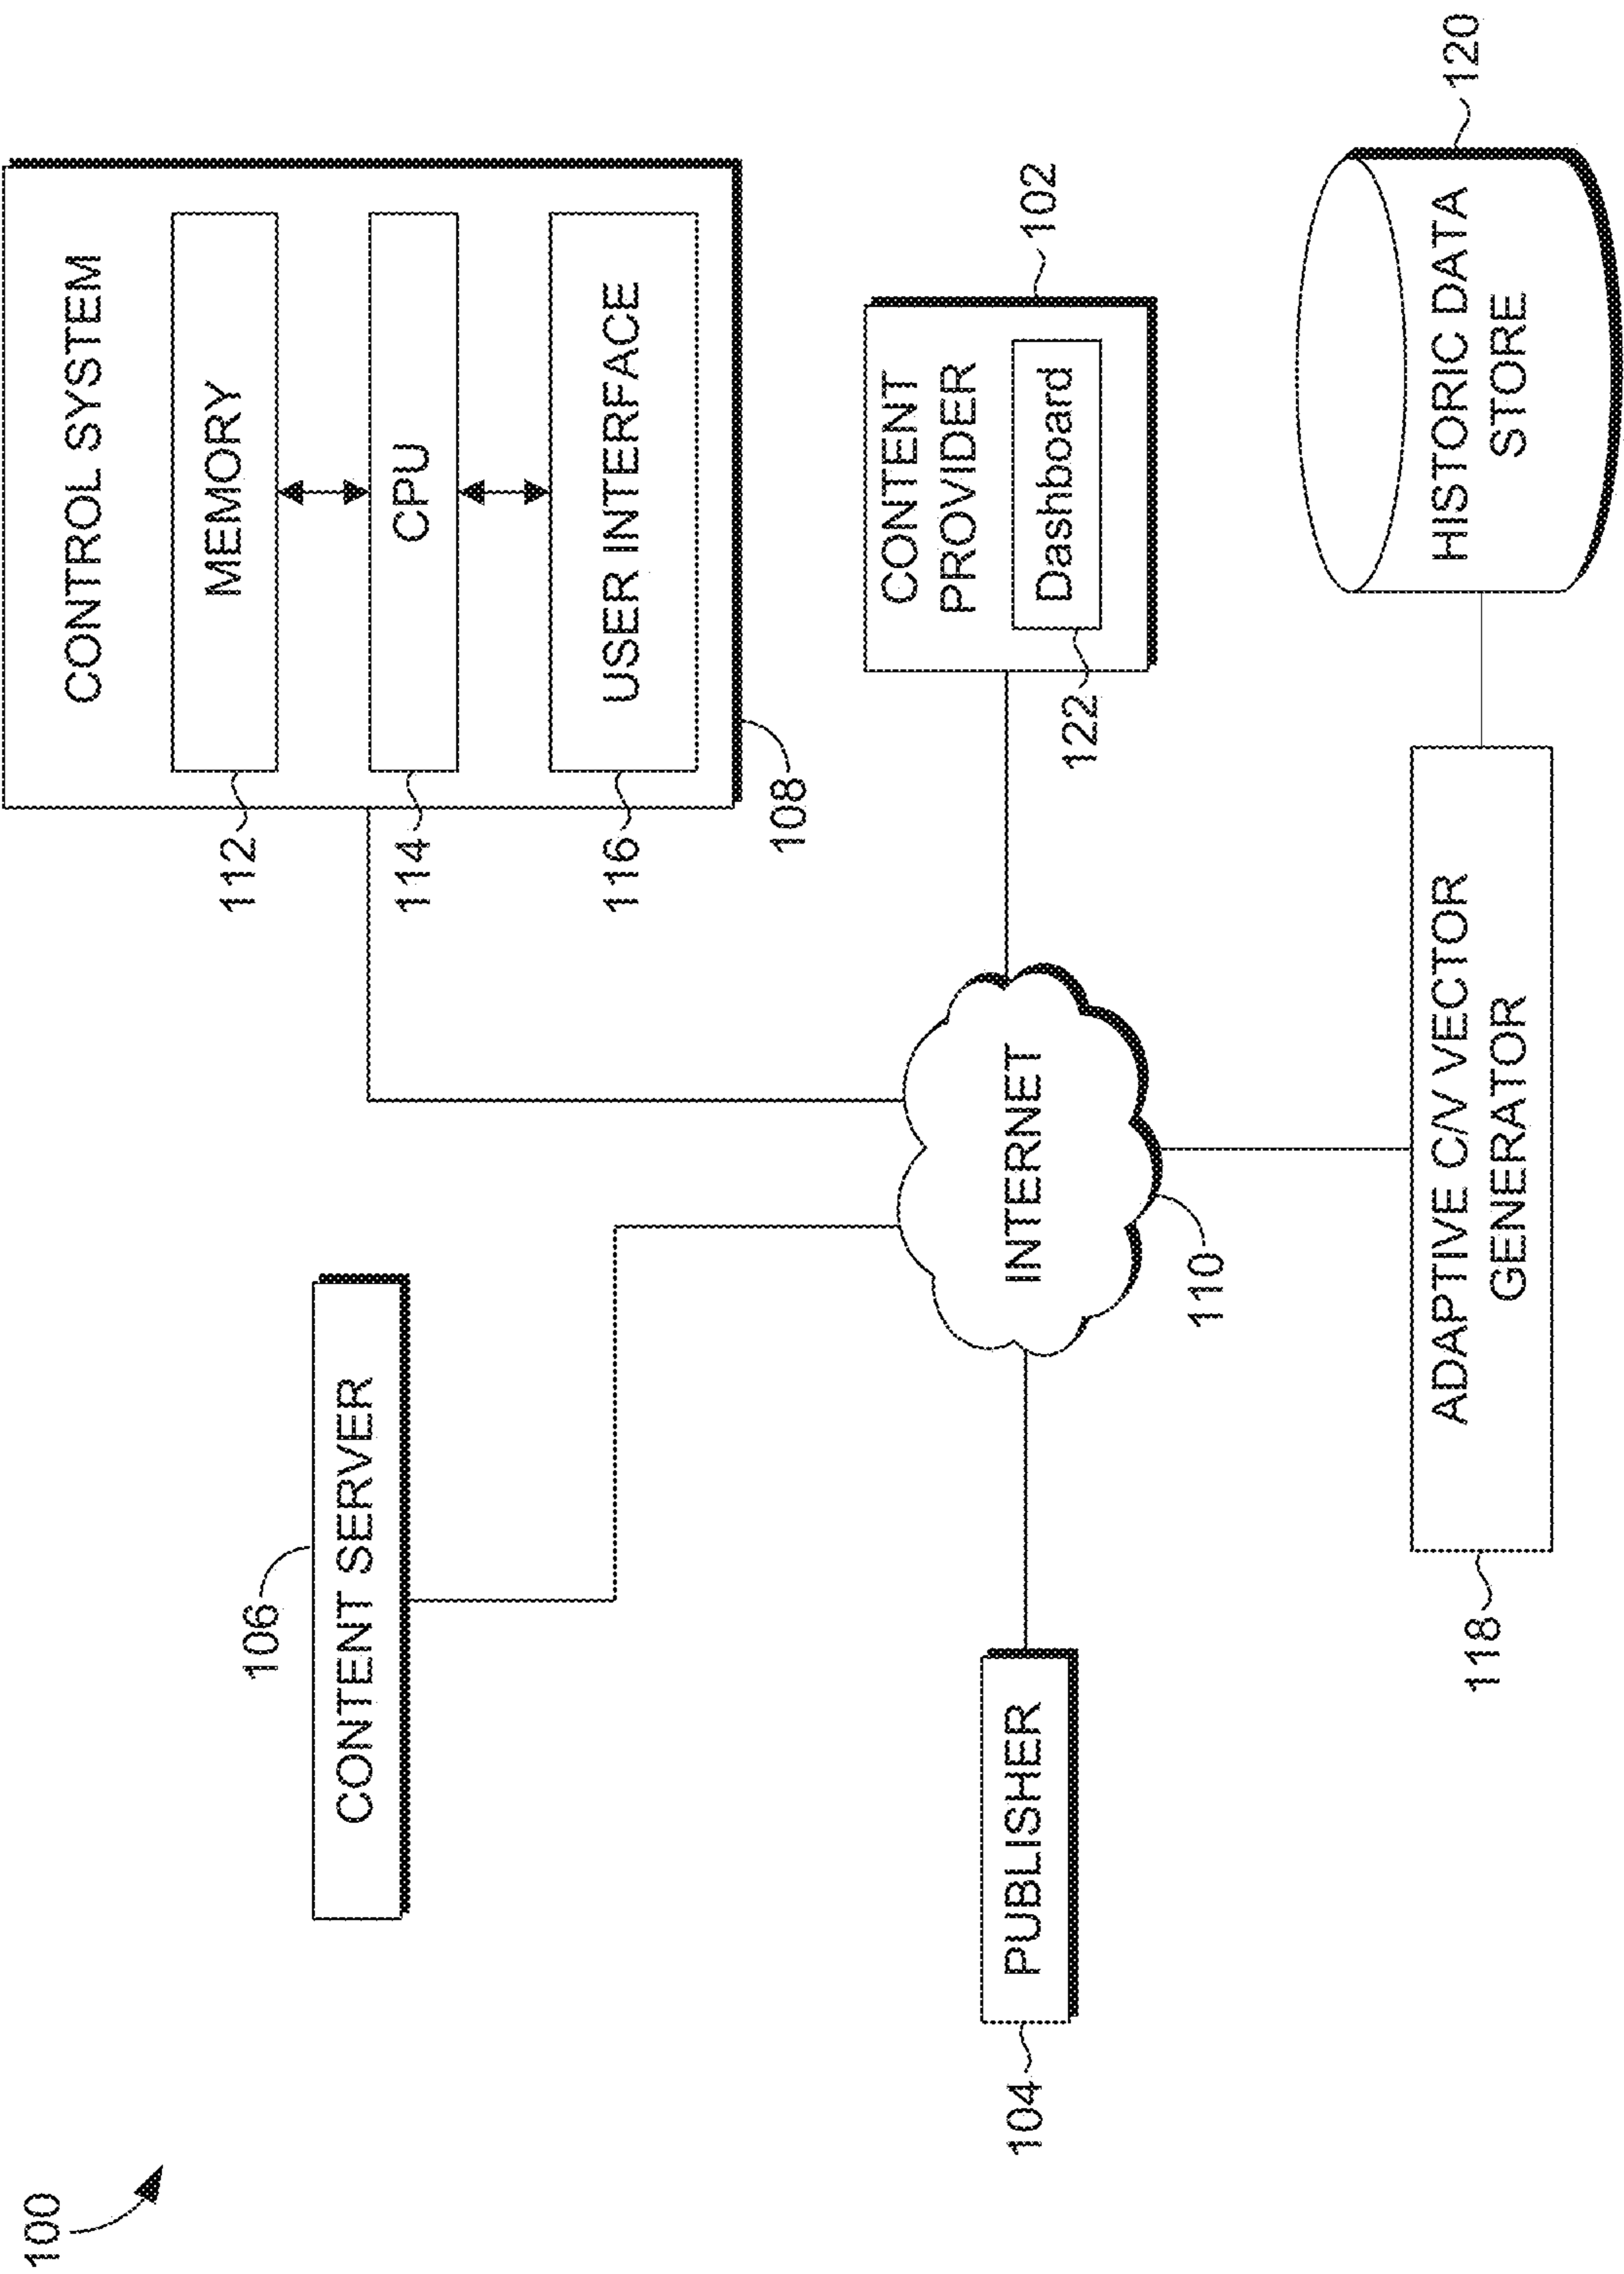 100
106
CONTENT SERVER
CONTROL SYSTEM
112
MEMORY
114
CPU
116
USER INTERFACE
108
104
PUBLISHER
INTERNET
110
CONTENT
PROVIDER
102
Dashboard
122
118
ADAPTIVE C/V VECTOR
GENERATOR
HISTORIC DATA
STORE
120